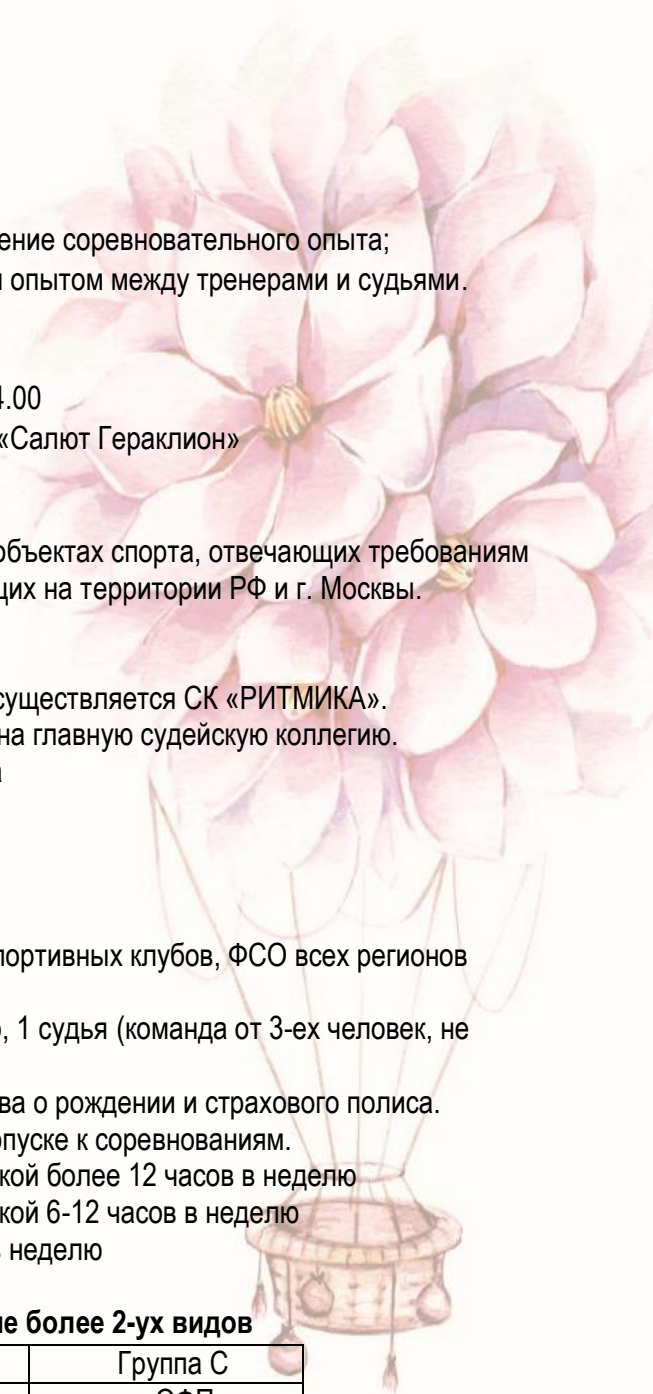 ение соревновательного опыта;
опытом между тренерами и судьями.
4.00
«Салют Гераклион»
объектах спорта, отвечающих требованиям
щих на территории РФ и г. Москвы.
существляется СК «РИТМИКА».
на главную судейскую коллегию.
портивных клубов, ФСО всех регионов
, 1 судья (команда от 3-ех человек, не
ва о рождении и страхового полиса.
опуске к соревнованиям.
кой более 12 часов в неделю
кой 6-12 часов в неделю
в неделю
не более 2-ух видов
Группа С